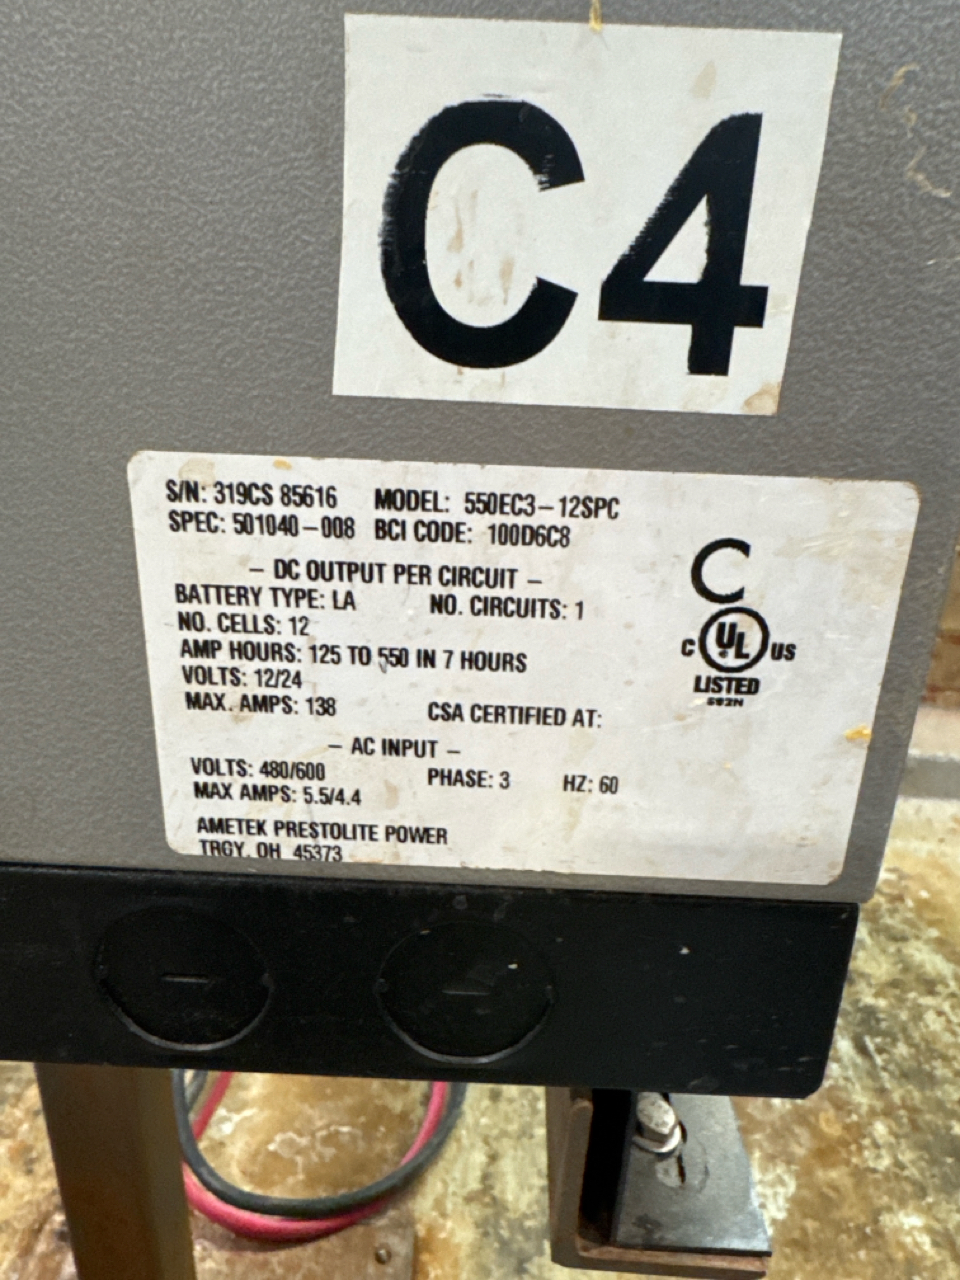 C4
S/N: 319CS 85616 MODEL: 550EC3-12SPC
SPEC: 501040-008 BCI CODE: 100D6C8
- DC OUTPUT PER CIRCUIT -
BATTERY TYPE: LA NO. CIRCUITS: 1
NO. CELLS: 12
AMP HOURS: 125 TO 550 IN 7 HOURS
VOLTS: 12/24
MAX. AMPS: 138 CSA CERTIFIED AT:
- AC INPUT -
VOLTS: 480/600 PHASE: 3 HZ: 60
MAX AMPS: 5.5/4.4
AMETEK PRESTOLITE POWER
TROY, OH 45373
C
C UL US
®
LISTED
592N